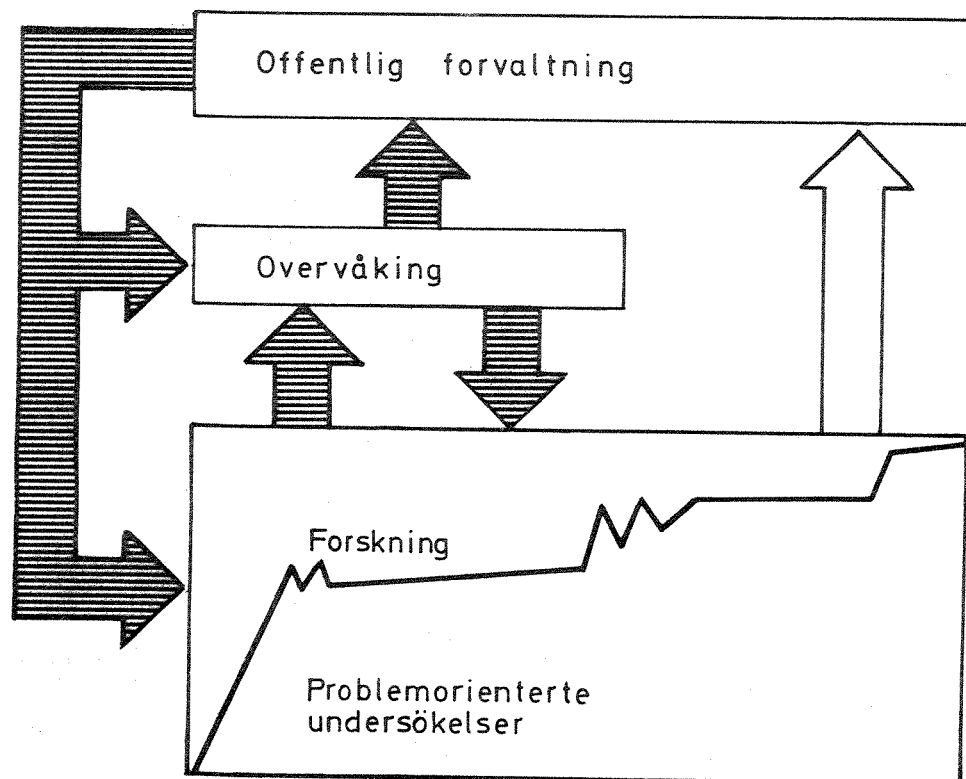 Offentlig forvaltning
Overvåking
Forskning
Problemorienterte
undersökelser